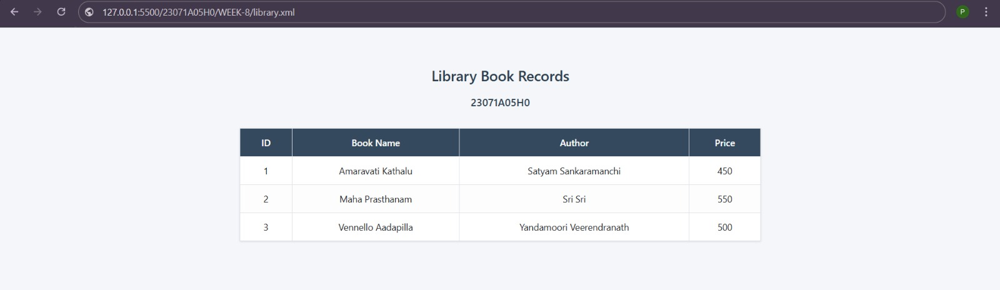 127.0.0.1:5500/23071A05H0/WEEK-8/library.xml P
Library Book Records
23071A05H0
ID Book Name Author Price
1 Amaravati Kathalu Satyam Sankaramanchi 450
2 Maha Prasthanam Sri Sri 550
3 Vennello Aadapilla Yandamoori Veerendranath 500